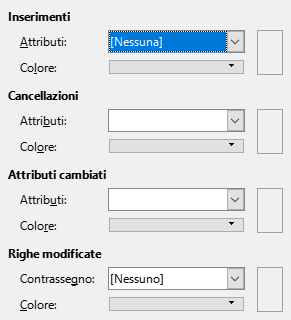 Inserimenti
Attributi: [Nessuna]
Colore:
Cancellazioni
Attributi:
Colore:
Attributi cambiati
Attributi:
Colore:
Righe modificate
Contrassegno: [Nessuno]
Colore: